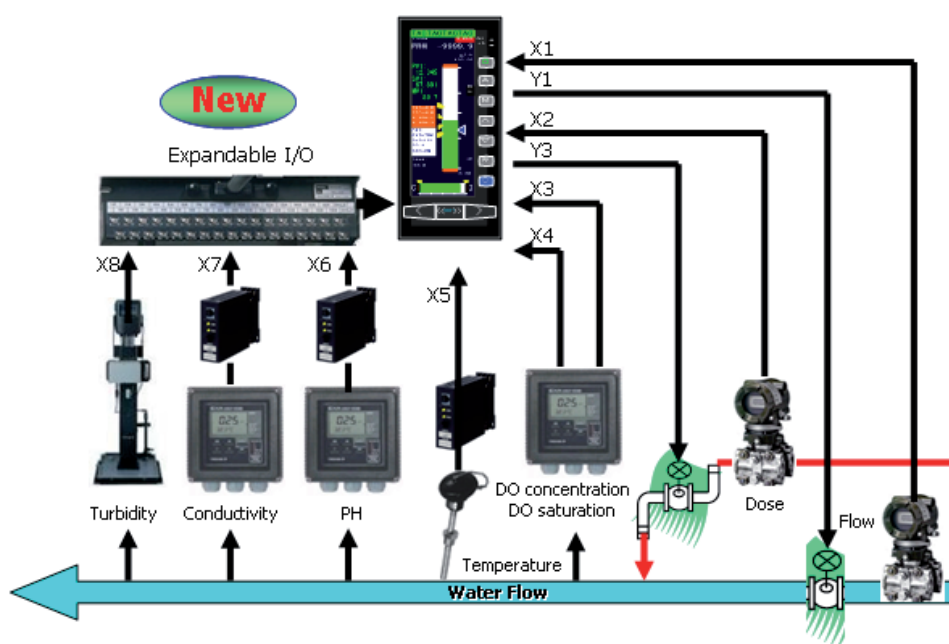 New
Expandable I/O
X1
Y1
X2
Y3
X3
X4
X8
X7
X6
X5
Turbidity
Conductivity
PH
Temperature
DO concentration
DO saturation
Dose
Flow
Water Flow